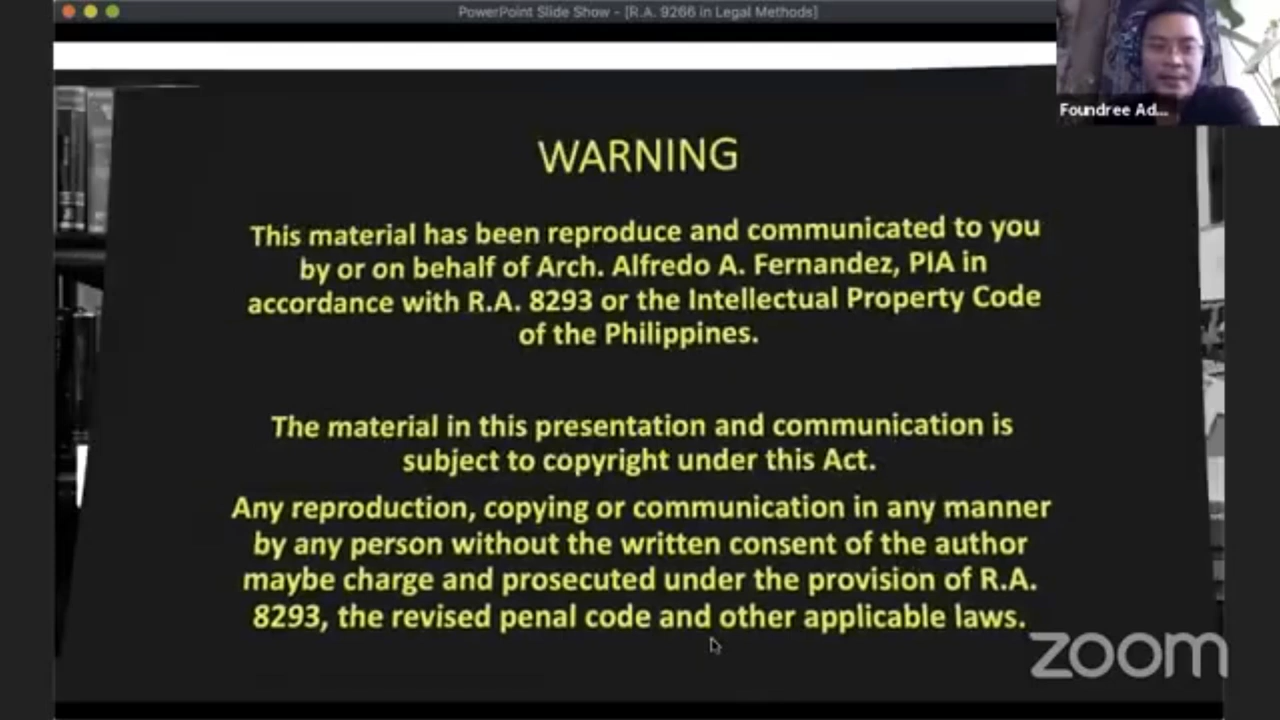 PowerPoint Slide Show - [R.A. 9266 in Legal Methods]
Foundree Ad...
WARNING
This material has been reproduce and communicated to you
by or on behalf of Arch. Alfredo A. Fernandez, PIA in
accordance with R.A. 8293 or the Intellectual Property Code
of the Philippines.
The material in this presentation and communication is
subject to copyright under this Act.
Any reproduction, copying or communication in any manner
by any person without the written consent of the author
maybe charge and prosecuted under the provision of R.A.
8293, the revised penal code and other applicable laws.
zoom